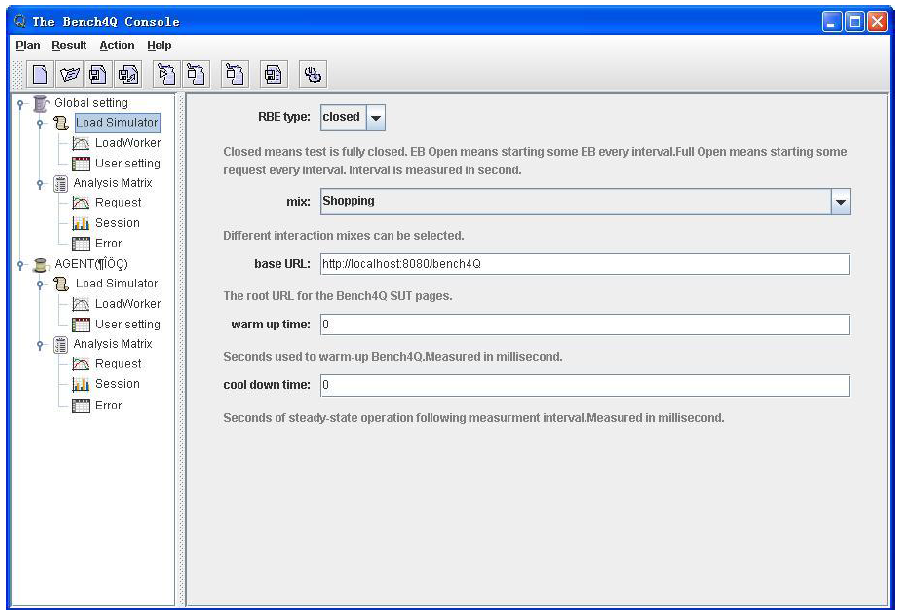 The Bench4Q Console
Plan Result Action Help
Global setting
Load Simulator
LoadWorker
User setting
Analysis Matrix
Request
Session
Error
AGENT(¶ÎÔÇ)
Load Simulator
LoadWorker
User setting
Analysis Matrix
Request
Session
Error
RBE type: closed
Closed means test is fully closed. EB Open means starting some EB every interval.Full Open means starting some
request every interval. Interval is measured in second.
mix: Shopping
Different interaction mixes can be selected.
base URL: http://localhost:8080/bench4Q
The root URL for the Bench4Q SUT pages.
warm up time: 0
Seconds used to warm-up Bench4Q.Measured in millisecond.
cool down time: 0
Seconds of steady-state operation following measurment interval.Measured in millisecond.